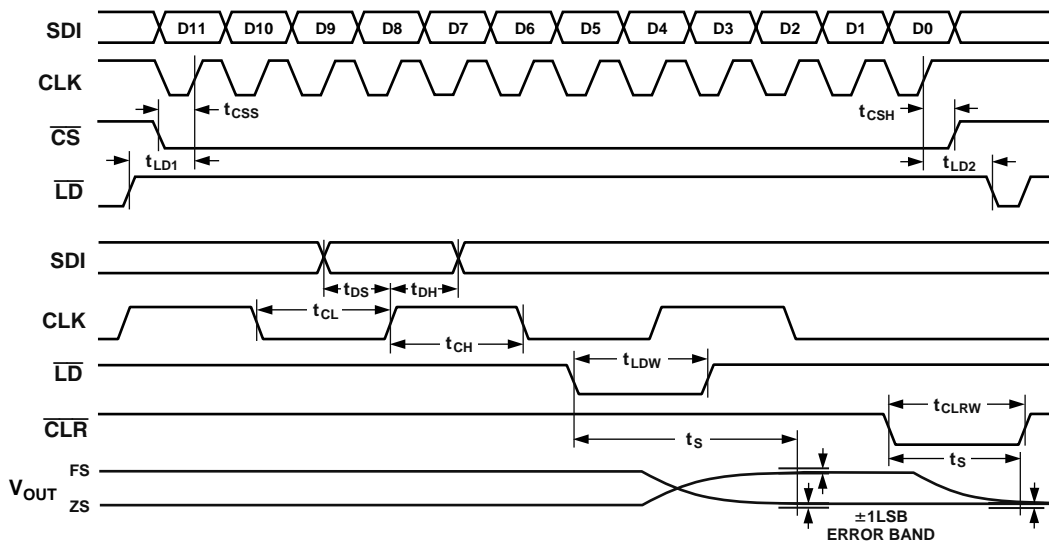 SDI D11 D10 D9 D8 D7 D6 D5 D4 D3 D2 D1 D0
CLK
tCSS tCSH
CS
tLD1 tLD2
LD
SDI
tDS tDH
tCL
CLK
tCH
tLDW
LD
tCLRW
CLR
tS tS
FS
VOUT
ZS
±1LSB
ERROR BAND